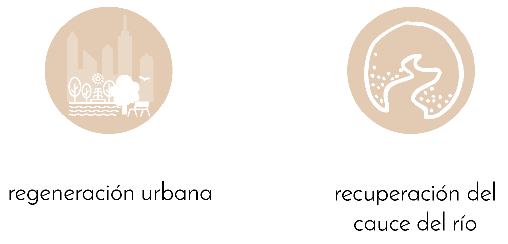 regeneración urbana
recuperación del
cauce del río